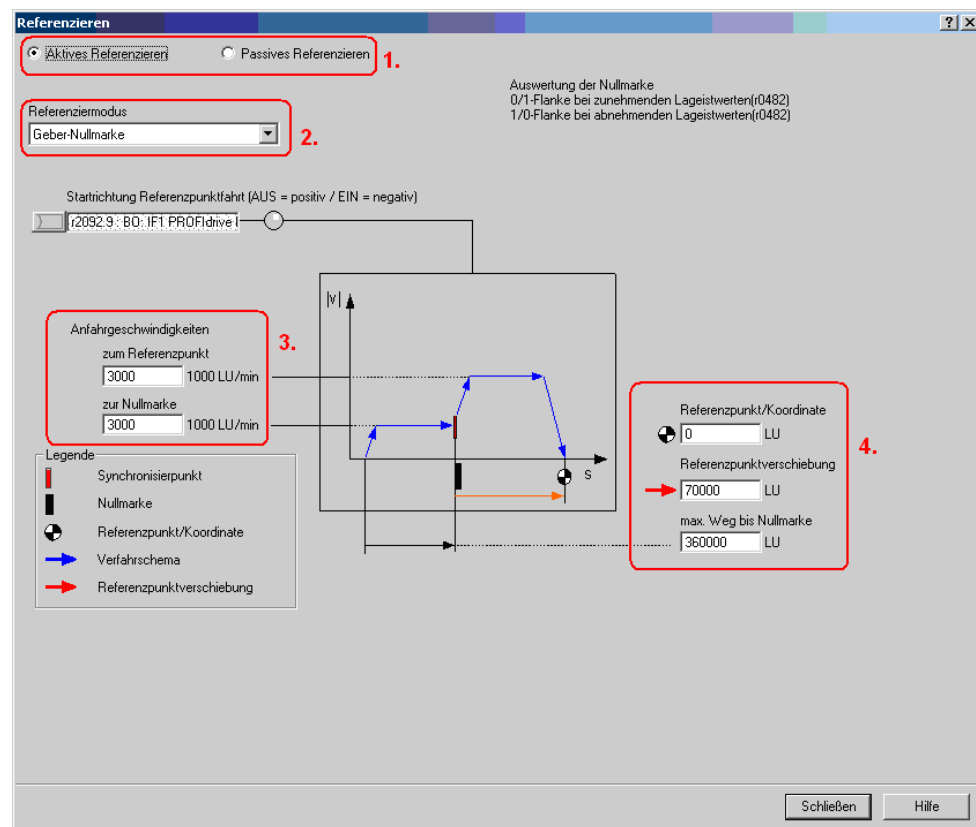 Referenzieren
Aktives Referenzieren
Passives Referenzieren
1.
Auswertung der Nullmarke
0/1-Flanke bei zunehmenden Lageistwerten(r0482)
1/0-Flanke bei abnehmenden Lageistwerten(r0482)
Referenziermodus
Geber-Nullmarke
2.
Startrichtung Referenzpunktfahrt (AUS = positiv / EIN = negativ)
r2092.9 : BO: IF1 PROFIdrive
|v|
Anfahrgeschwindigkeiten
3.
zum Referenzpunkt
3000 1000 LU/min
zur Nullmarke
3000 1000 LU/min
Referenzpunkt/Koordinate
0 LU
4.
Referenzpunktverschiebung
70000 LU
max. Weg bis Nullmarke
360000 LU
s
Legende
Synchronisierpunkt
Nullmarke
Referenzpunkt/Koordinate
Verfahrschema
Referenzpunktverschiebung
Schließen
Hilfe